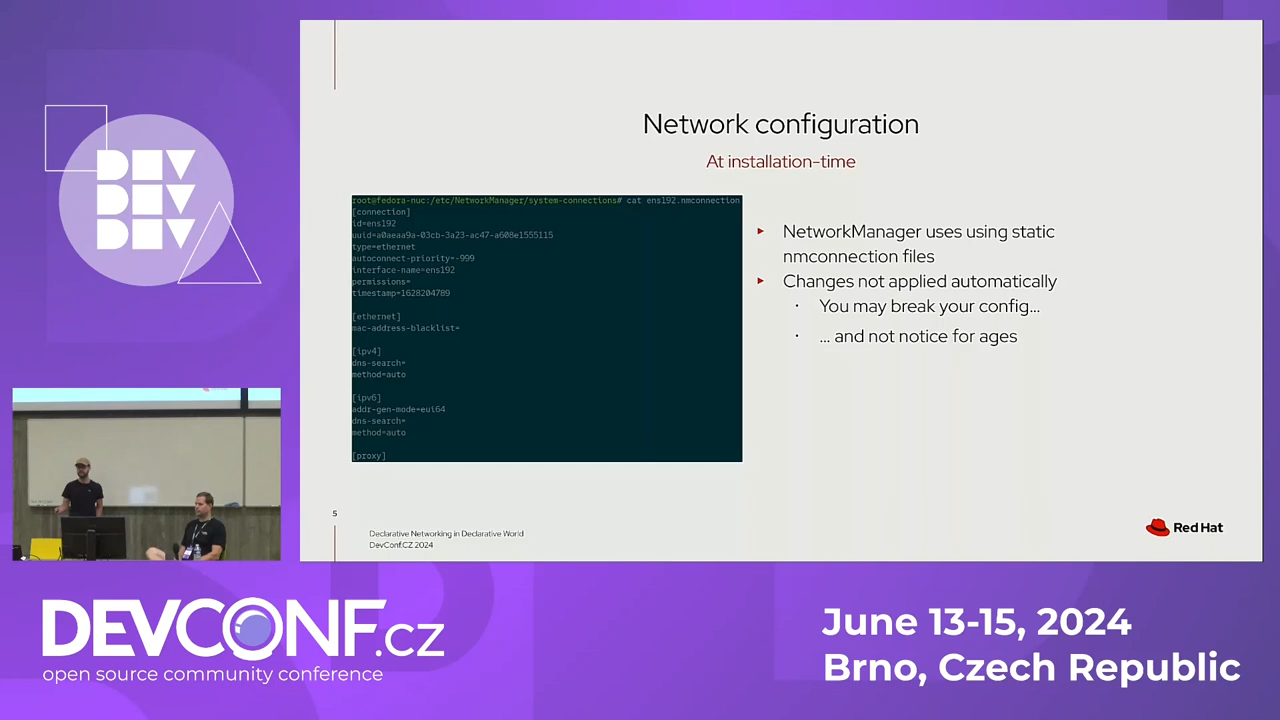 DEV
DEV
DEV
Network configuration
At installation-time
root@fedora-nuc:/etc/NetworkManager/system-connections# cat ens192.nmconnection
[connection]
id=ens192
uuid=a0aeaa9a-03cb-3a23-ac47-a608e1555115
type=ethernet
autoconnect-priority=-999
interface-name=ens192
permissions=
timestamp=1628204789
[ethernet]
mac-address-blacklist=
[ipv4]
dns-search=
method=auto
[ipv6]
addr-gen-mode=eui64
dns-search=
method=auto
[proxy]
NetworkManager uses using static
nmconnection files
Changes not applied automatically
You may break your config…
… and not notice for ages
5
Declarative Networking in Declarative World
DevConf.CZ 2024
Red Hat
DEVCONF.cz
open source community conference
June 13-15, 2024
Brno, Czech Republic